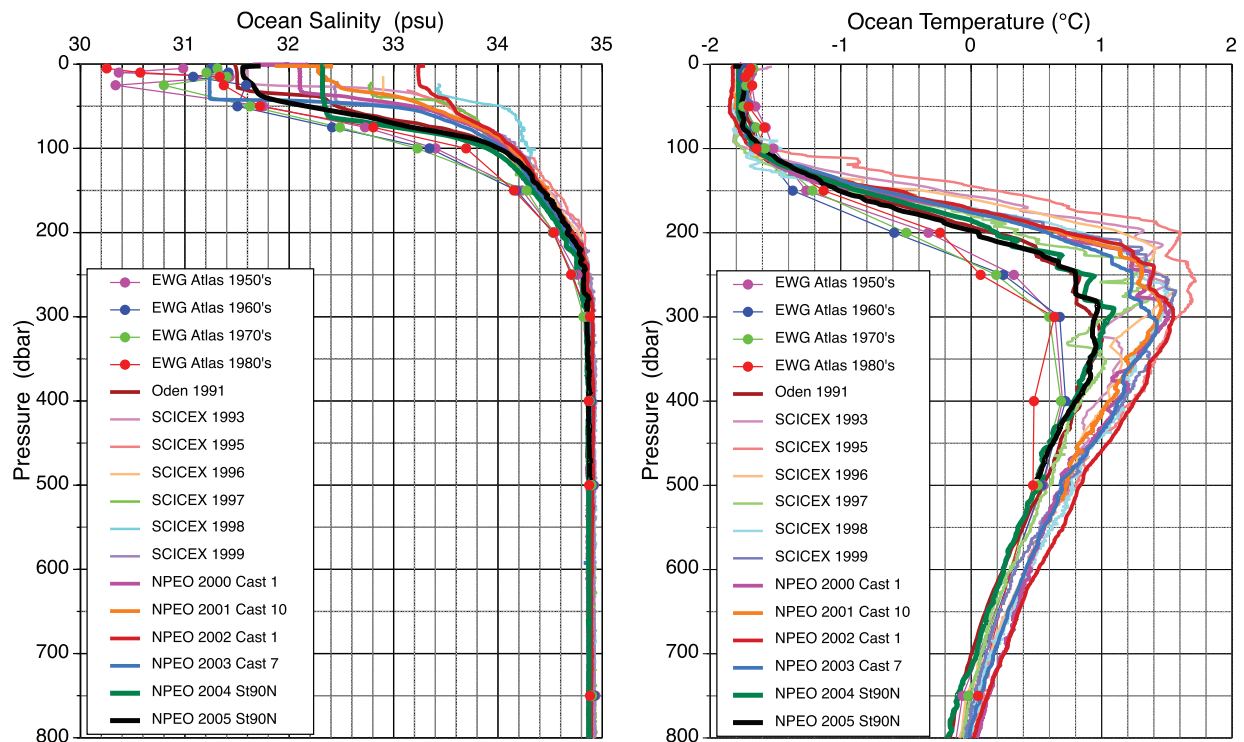 Ocean Salinity (psu)
30 31 32 33 34 35
0
100
200
300
400
500
600
700
800
Pressure (dbar)
EWG Atlas 1950's
EWG Atlas 1960's
EWG Atlas 1970's
EWG Atlas 1980's
Oden 1991
SCICEX 1993
SCICEX 1995
SCICEX 1996
SCICEX 1997
SCICEX 1998
SCICEX 1999
NPEO 2000 Cast 1
NPEO 2001 Cast 10
NPEO 2002 Cast 1
NPEO 2003 Cast 7
NPEO 2004 St90N
NPEO 2005 St90N
Ocean Temperature (°C)
-2 -1 0 1 2
0
100
200
300
400
500
600
700
800
Pressure (dbar)
EWG Atlas 1950's
EWG Atlas 1960's
EWG Atlas 1970's
EWG Atlas 1980's
Oden 1991
SCICEX 1993
SCICEX 1995
SCICEX 1996
SCICEX 1997
SCICEX 1998
SCICEX 1999
NPEO 2000 Cast 1
NPEO 2001 Cast 10
NPEO 2002 Cast 1
NPEO 2003 Cast 7
NPEO 2004 St90N
NPEO 2005 St90N